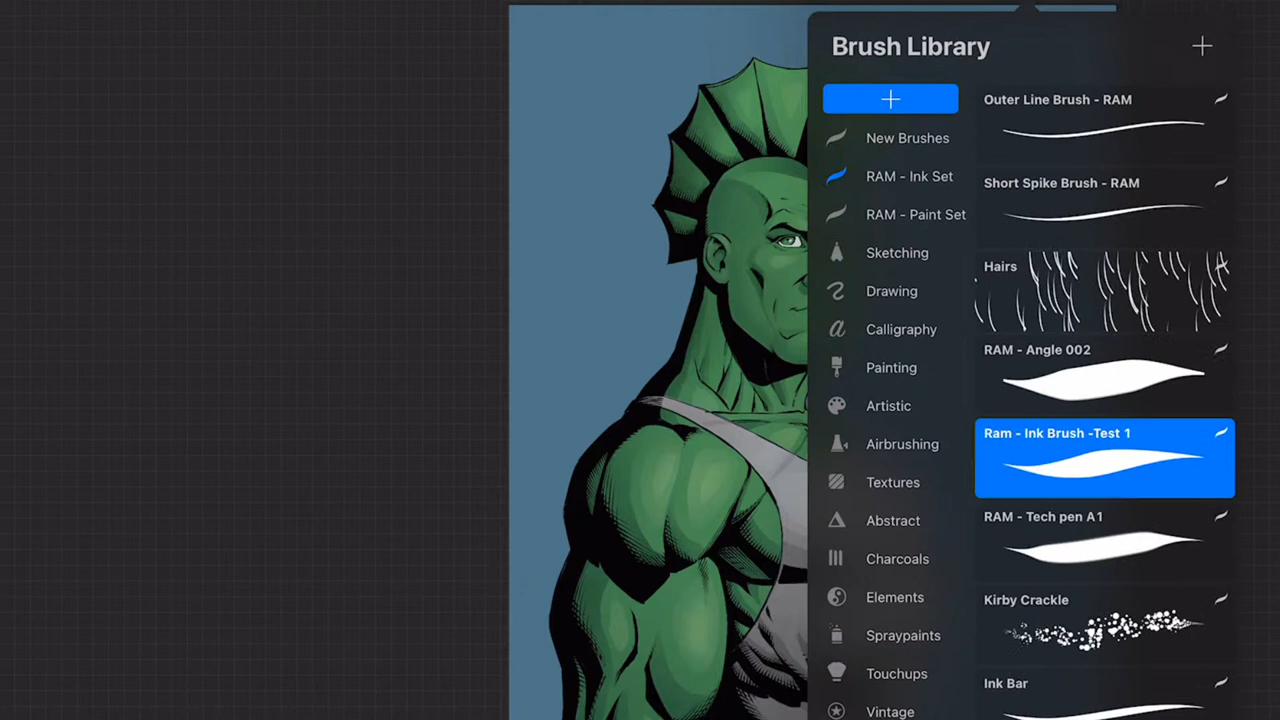 Brush Library
New Brushes
RAM - Ink Set
RAM - Paint Set
Sketching
Drawing
Calligraphy
Painting
Artistic
Airbrushing
Textures
Abstract
Charcoals
Elements
Spraypaints
Touchups
Vintage
Outer Line Brush - RAM
Short Spike Brush - RAM
Hairs
RAM - Angle 002
Ram - Ink Brush -Test 1
RAM - Tech pen A1
Kirby Crackle
Ink Bar